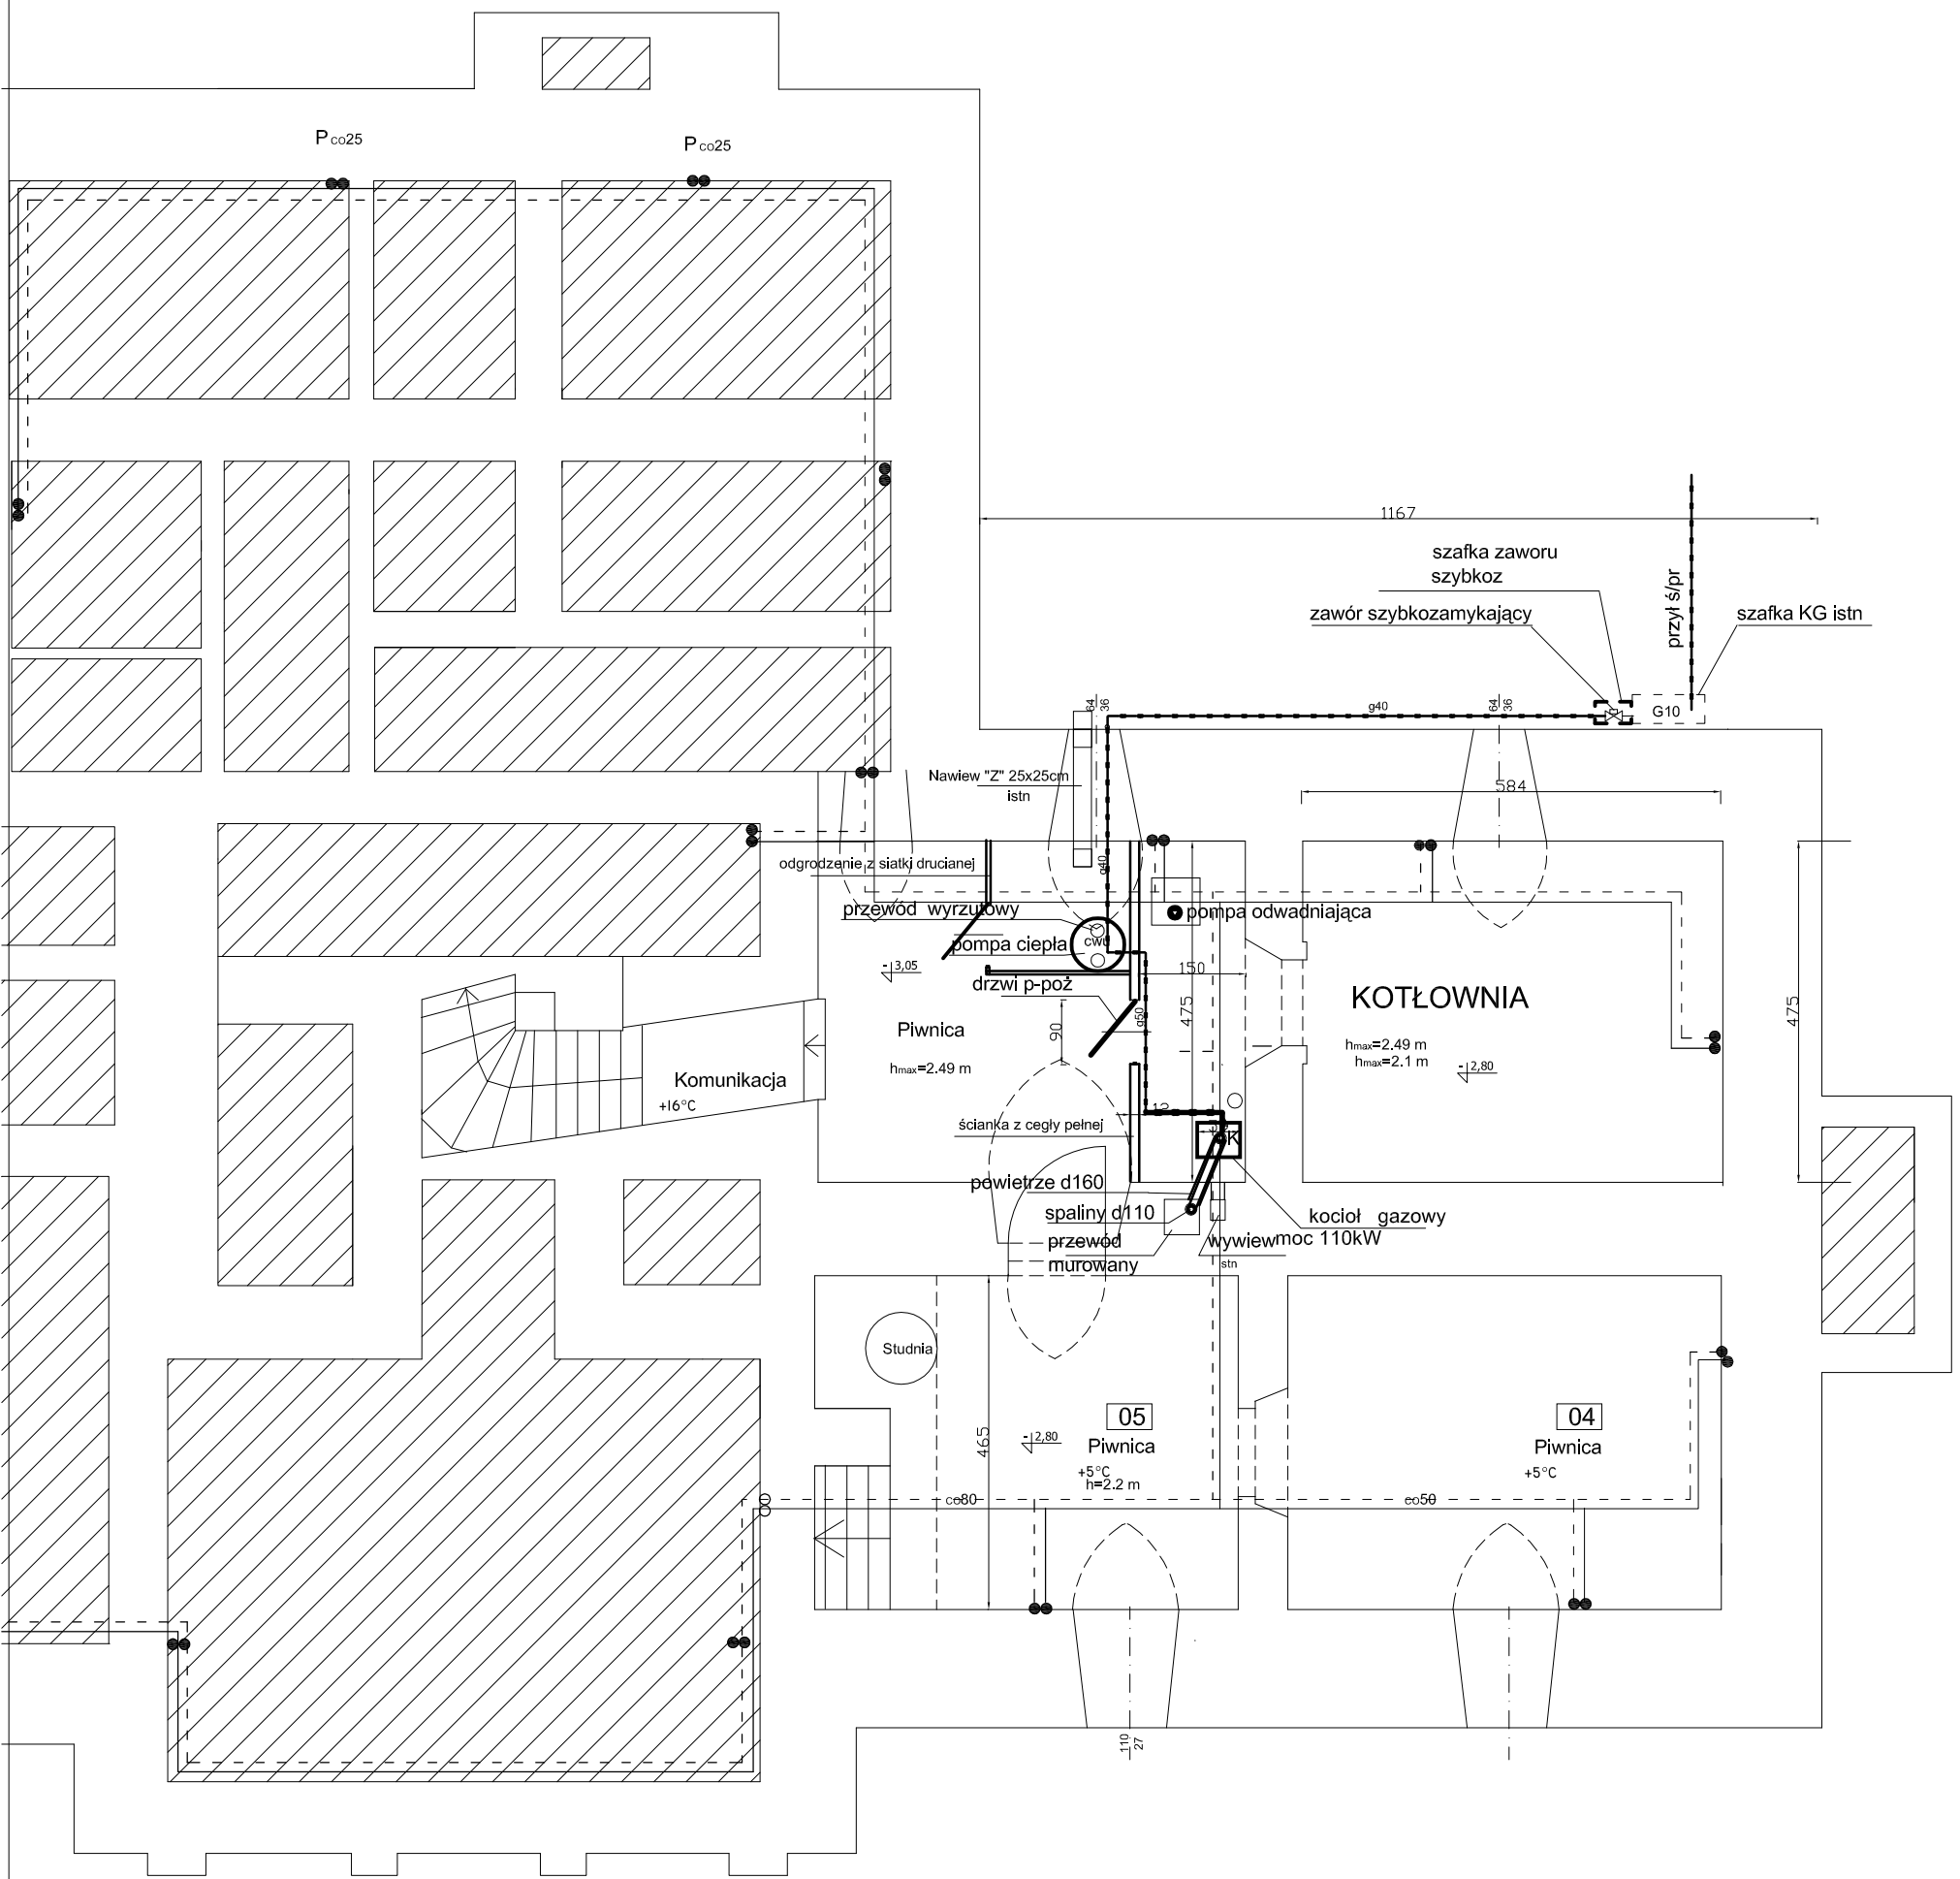 Pco25
Pco25
1167
szafka zaworu
szybkoz
zawór szybkozamykający
przył ś/pr
szafka KG istn
G10
g40
64
36
64
36
584
Nawiew "Z" 25x25cm
istn
g40
odgrodzenie z siatki drucianej
przewód wyrzutowy
pompa odwadniająca
pompa ciepła
cwu
-3,05
drzwi p-poż
150
475
KOTŁOWNIA
475
g50
90
Piwnica
hmax=2.49 m
hmax=2.49 m
hmax=2.1 m
-2,80
Komunikacja
+16°C
ścianka z cegły pełnej
K
powietrze d160
spaliny d110
kocioł gazowy
moc 110kW
przewód
murowany
wywiew
stn
Studnia
05
Piwnica
+5°C
h=2.2 m
-2,80
465
04
Piwnica
+5°C
co80
co50
110
27